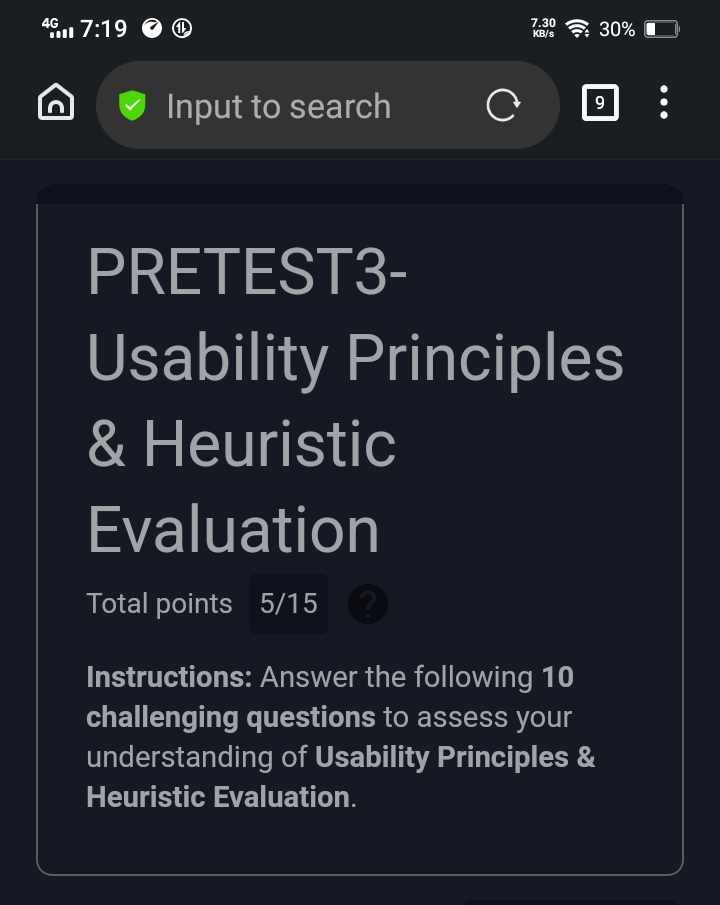 4G 7:19 7.30 KB/s 30%
Input to search 9
PRETEST3-
Usability Principles
& Heuristic
Evaluation
Total points 5/15 ?
Instructions: Answer the following 10
challenging questions to assess your
understanding of Usability Principles &
Heuristic Evaluation.